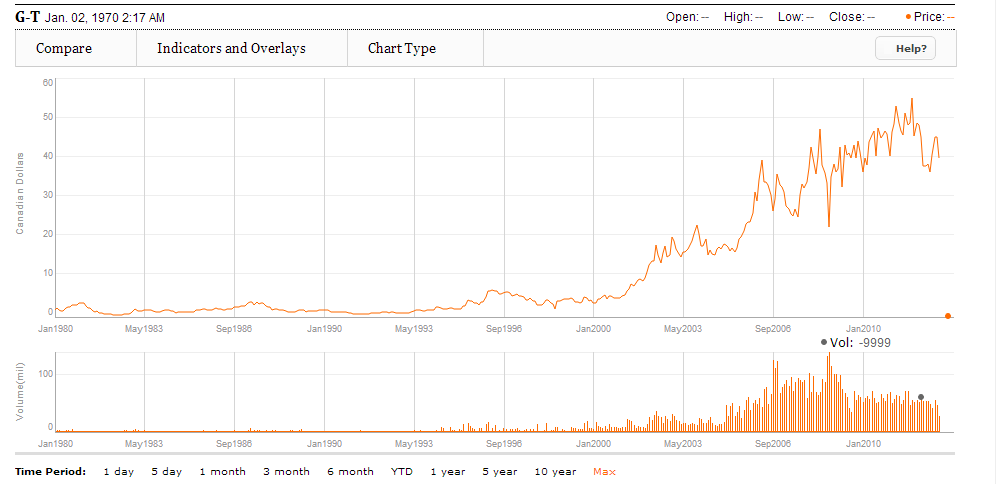 G-T Jan. 02, 1970 2:17 AM Open: -- High: -- Low: -- Close: -- Price: --
Compare Indicators and Overlays Chart Type Help?
60
50
40
30
20
10
0
Canadian Dollars
Jan1980 May1983 Sep1986 Jan1990 May1993 Sep1996 Jan2000 May2003 Sep2006 Jan2010
Vol: -9999
100
0
Volume(mil)
Jan1980 May1983 Sep1986 Jan1990 May1993 Sep1996 Jan2000 May2003 Sep2006 Jan2010
Time Period: 1 day 5 day 1 month 3 month 6 month YTD 1 year 5 year 10 year Max